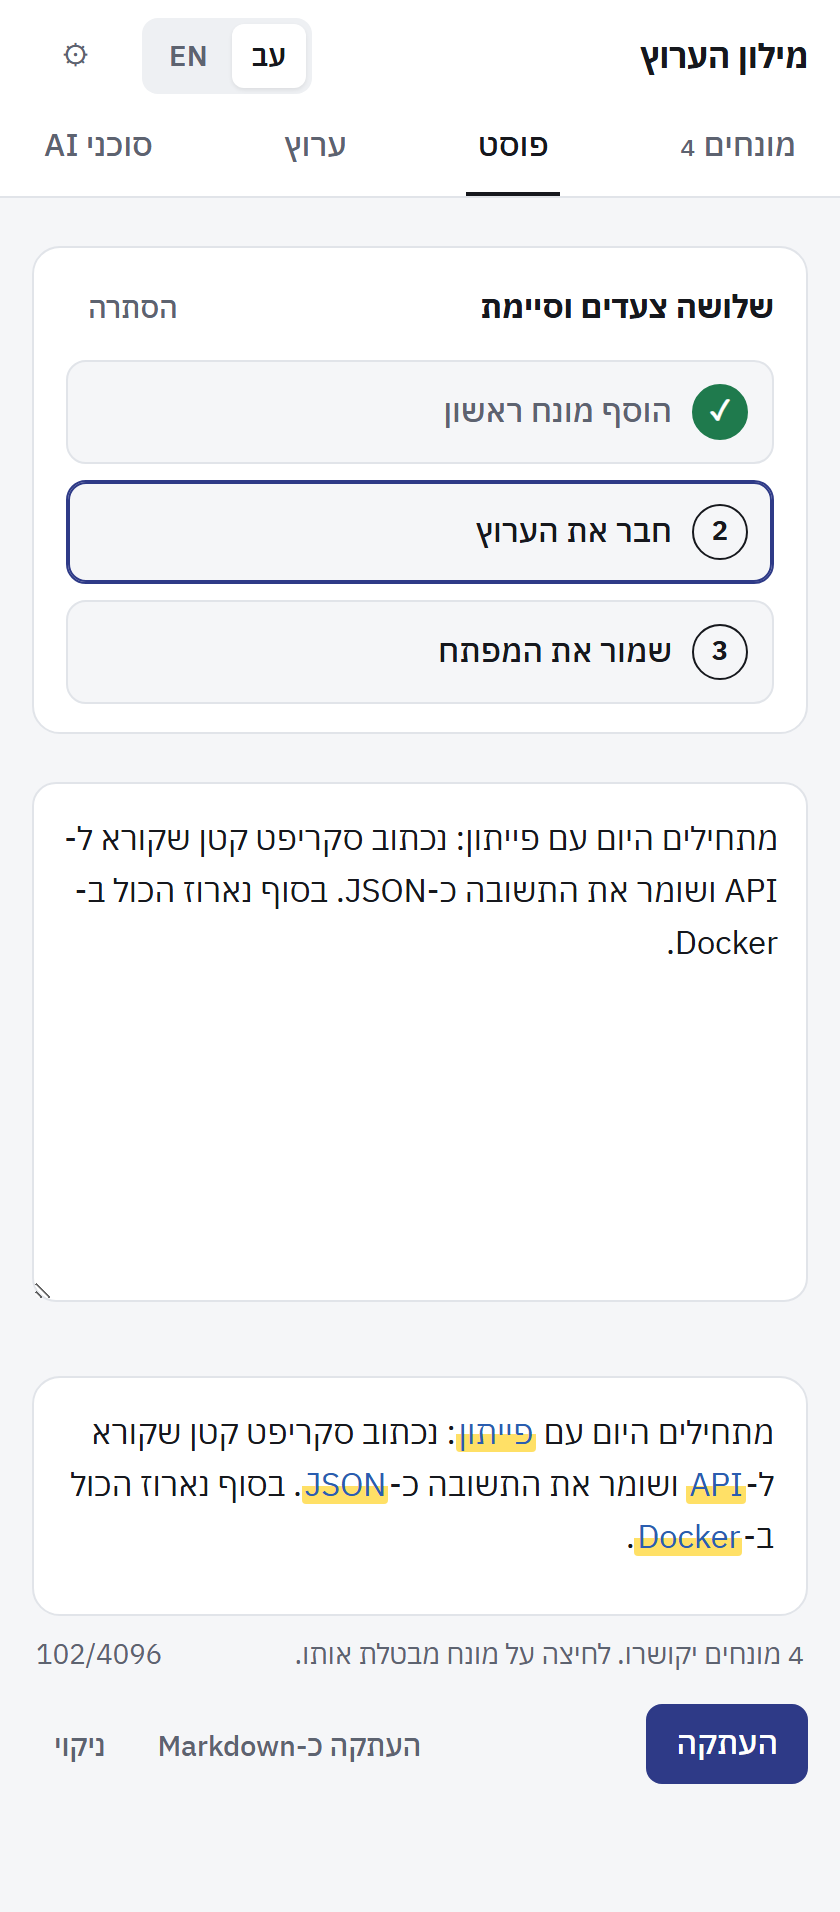 מילון הערוץ
עב EN
מונחים 4
פוסט
ערוץ
סוכני AI
שלושה צעדים וסיימת
הסתרה
הוסף מונח ראשון
2 חבר את הערוץ
3 שמור את המפתח
מתחילים היום עם פייתון: נכתוב סקריפט קטן שקורא ל-
API ושומר את התשובה כ-JSON. בסוף נארוז הכול ב-
Docker.
מתחילים היום עם פייתון: נכתוב סקריפט קטן שקורא
ל-API ושומר את התשובה כ-JSON. בסוף נארוז הכול
ב-Docker.
4 מונחים יקושרו. לחיצה על מונח מבטלת אותו.
102/4096
העתקה
העתקה כ-Markdown
ניקוי